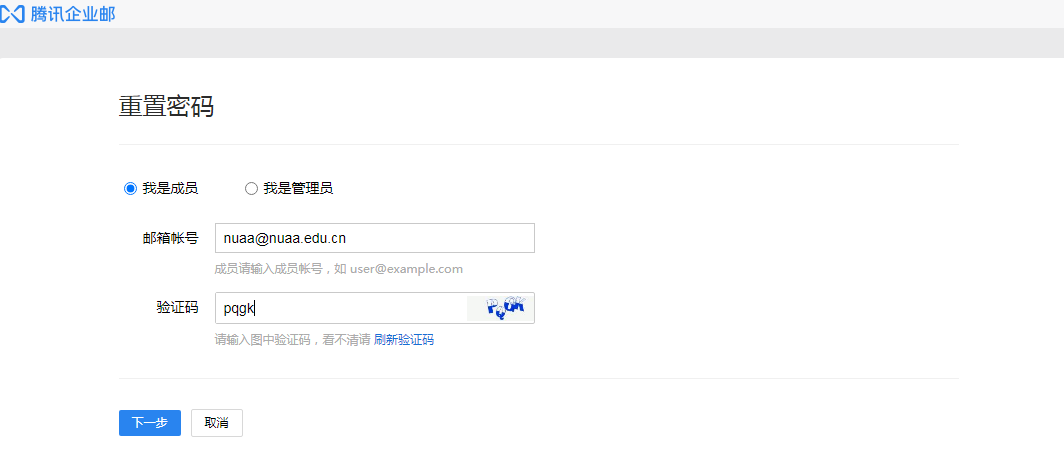 腾讯企业邮
重置密码
我是成员 我是管理员
邮箱帐号 nuaa@nuaa.edu.cn
成员请输入成员帐号，如 user@example.com
验证码 pqgk
请输入图中验证码，看不清请 刷新验证码
下一步 取消